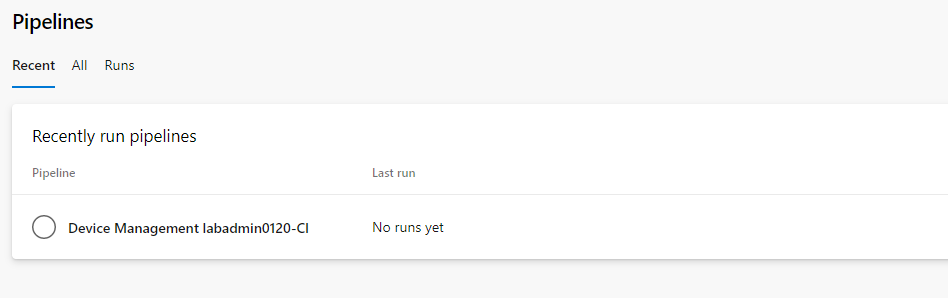 Pipelines
Recent All Runs
Recently run pipelines
Pipeline Last run
Device Management labadmin0120-CI No runs yet